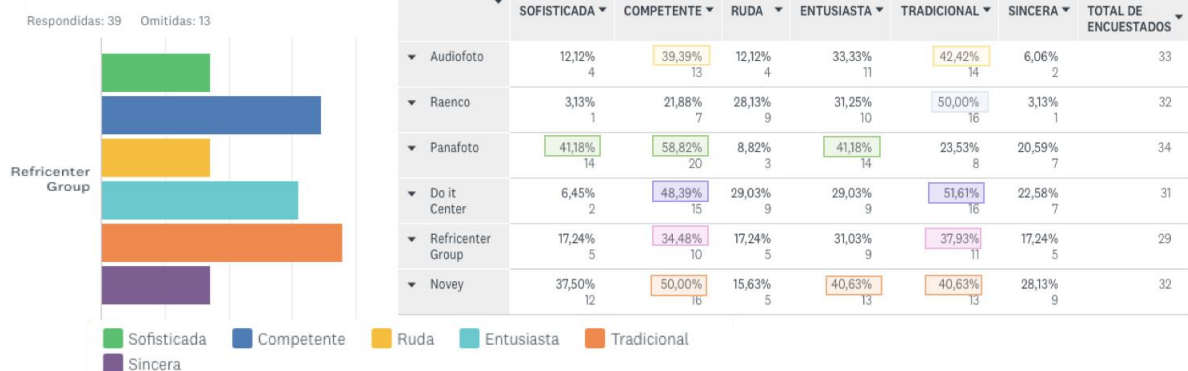 Respondidas: 39 Omitidas: 13
Refricenter
Group
SOFISTICADA COMPETENTE RUDA ENTUSIASTA TRADICIONAL SINCERA TOTAL DE
ENCUESTADOS
Audiofoto 12,12% 39,39% 12,12% 33,33% 42,42% 6,06% 33
4 13 4 11 14 2
Raenco 3,13% 21,88% 28,13% 31,25% 50,00% 3,13% 32
1 7 9 10 16 1
Panafoto 41,18% 58,82% 8,82% 41,18% 23,53% 20,59% 34
14 20 3 14 8 7
Do it 6,45% 48,39% 29,03% 29,03% 51,61% 22,58% 31
Center 2 15 9 9 16 7
Refricenter 17,24% 34,48% 17,24% 31,03% 37,93% 17,24% 29
Group 5 10 5 9 11 5
Novey 37,50% 50,00% 15,63% 40,63% 40,63% 28,13% 32
12 16 5 13 13 9
Sofisticada Competente Ruda Entusiasta Tradicional
Sincera